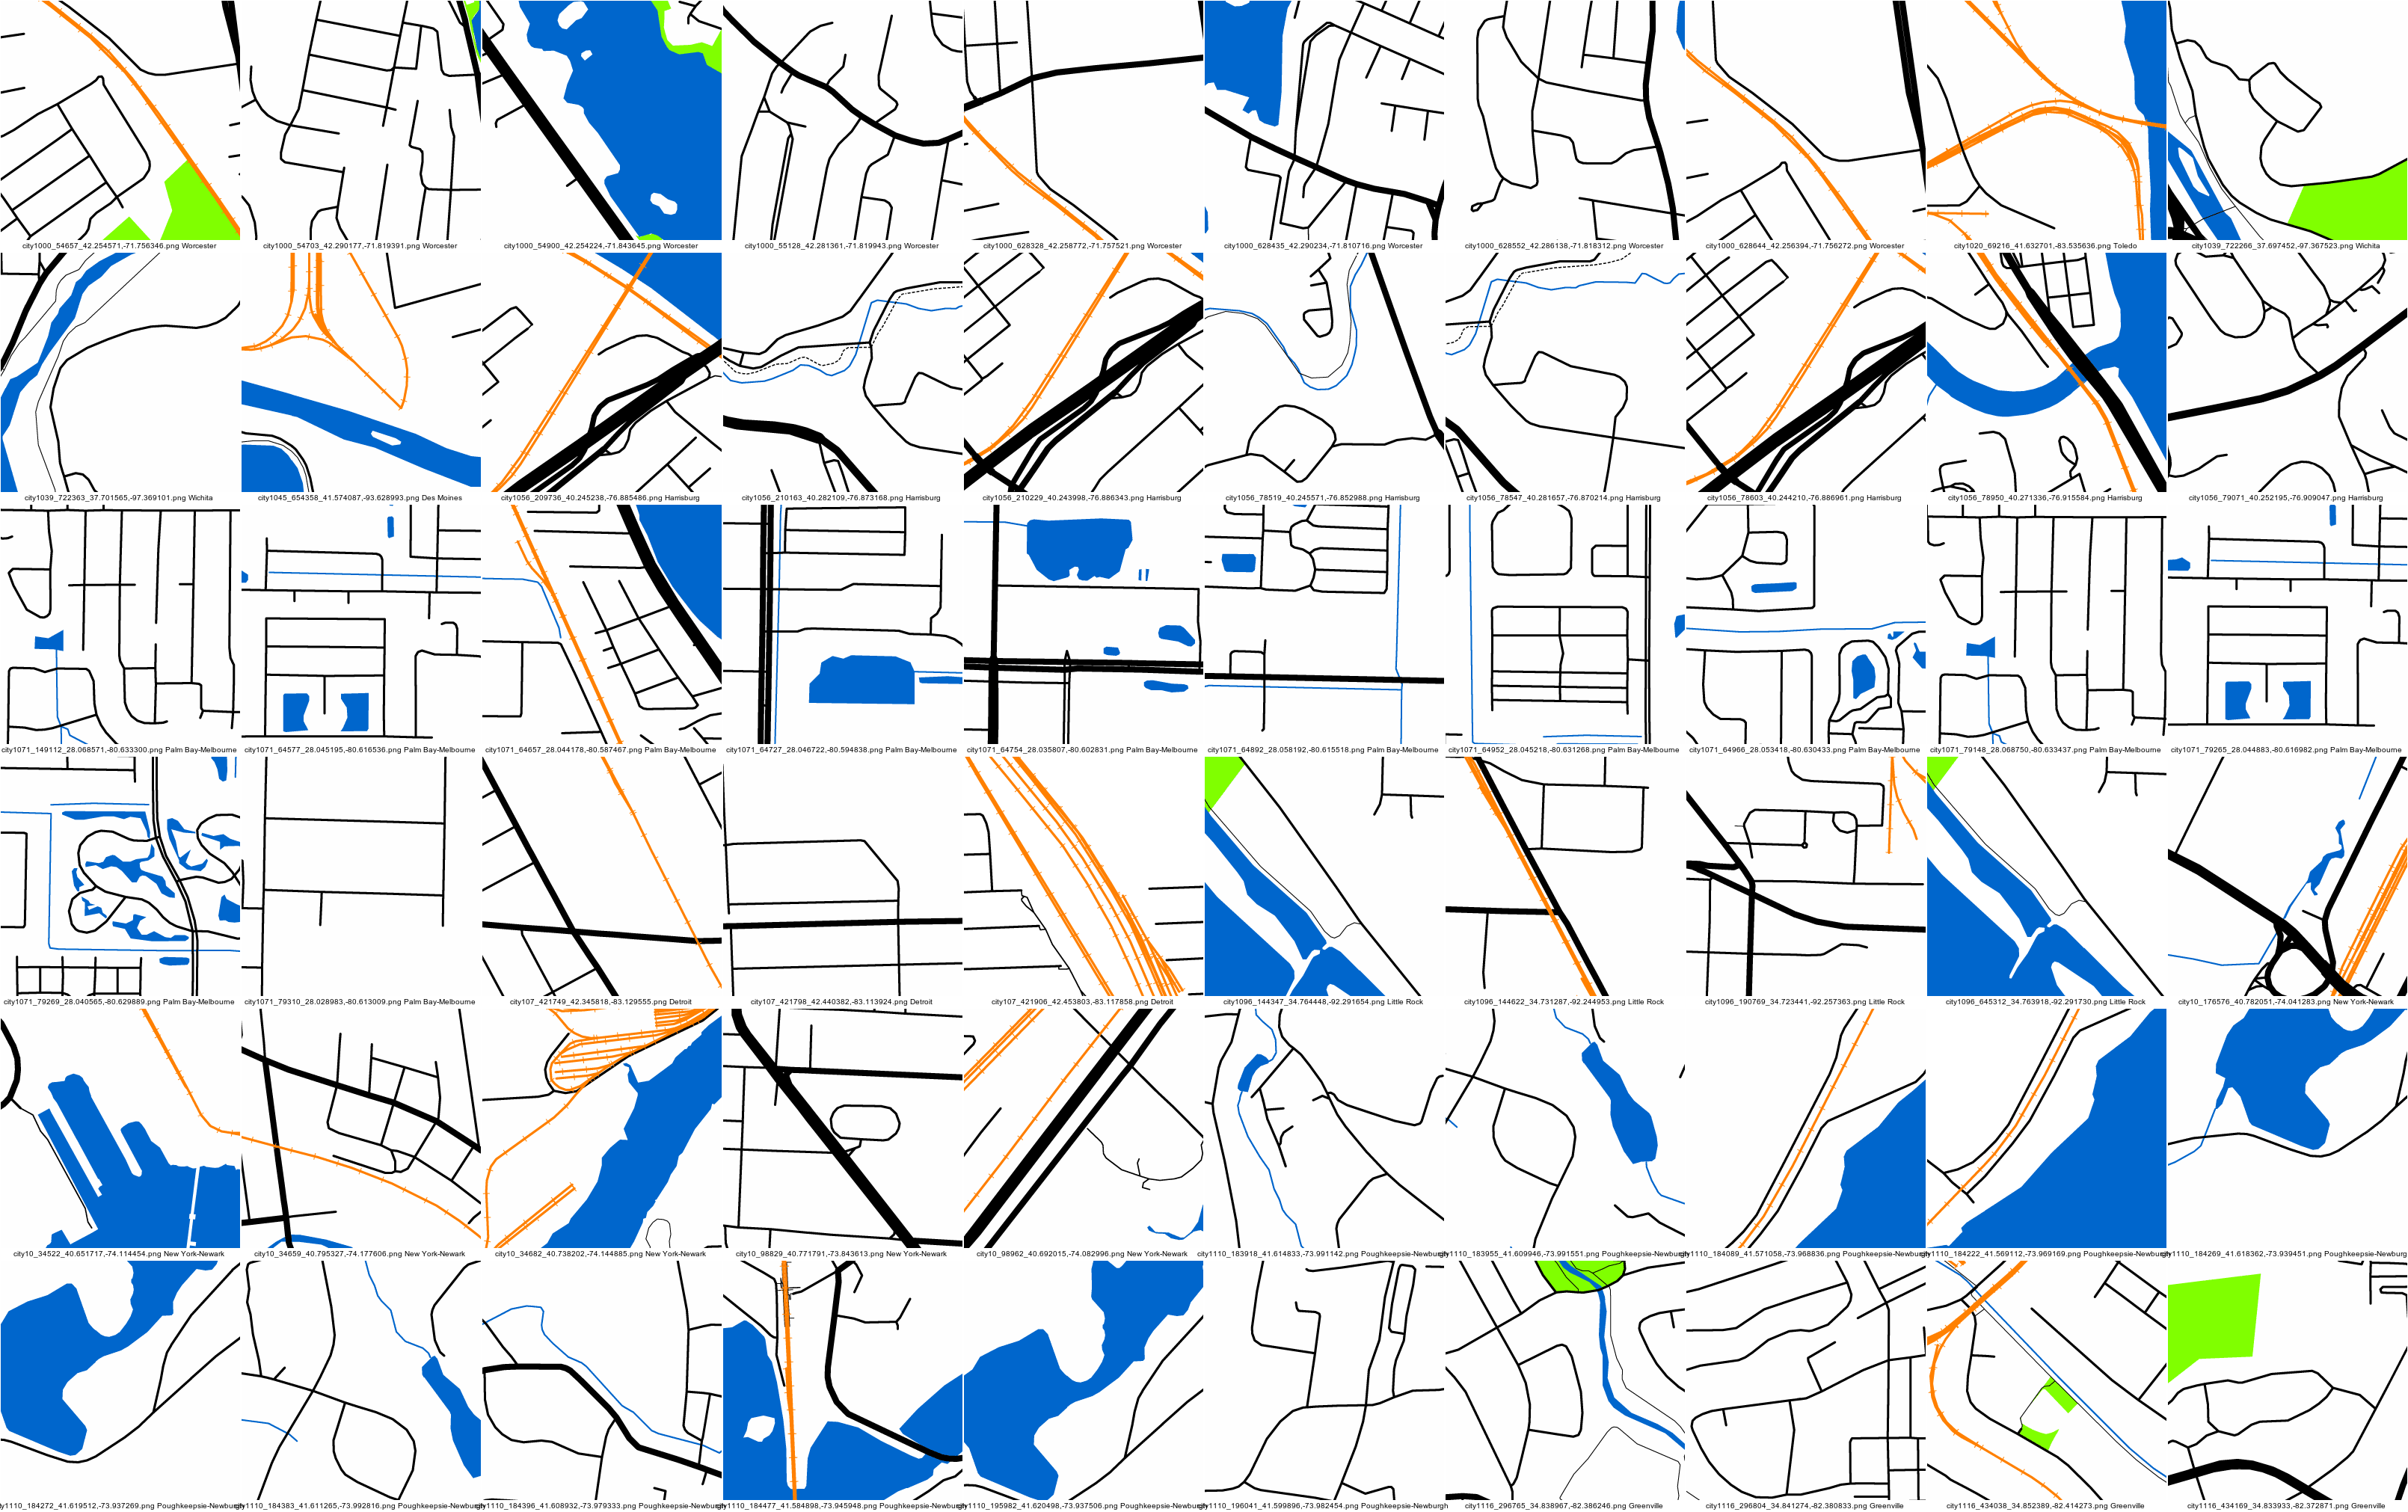 city1000_54657_42.254571,-71.756346.png Worcester
city1000_54703_42.290177,-71.819391.png Worcester
city1000_54900_42.254224,-71.843645.png Worcester
city1000_55128_42.281361,-71.819943.png Worcester
city1000_628328_42.258772,-71.757521.png Worcester
city1000_628435_42.290234,-71.810716.png Worcester
city1000_628552_42.286138,-71.818312.png Worcester
city1000_628644_42.256394,-71.756272.png Worcester
city1020_69216_41.632701,-83.535636.png Toledo
city1039_722266_37.697452,-97.367523.png Wichita
city1039_722363_37.701565,-97.369101.png Wichita
city1045_654358_41.574087,-93.628993.png Des Moines
city1056_209736_40.245238,-76.885486.png Harrisburg
city1056_210163_40.282109,-76.873168.png Harrisburg
city1056_210229_40.243998,-76.886343.png Harrisburg
city1056_78519_40.245571,-76.852988.png Harrisburg
city1056_78547_40.281657,-76.870214.png Harrisburg
city1056_78603_40.244210,-76.886961.png Harrisburg
city1056_78950_40.271336,-76.915584.png Harrisburg
city1056_79071_40.252195,-76.909047.png Harrisburg
city1071_149112_28.068571,-80.633300.png Palm Bay-Melbourne
city1071_64577_28.045195,-80.616536.png Palm Bay-Melbourne
city1071_64657_28.044178,-80.587467.png Palm Bay-Melbourne
city1071_64727_28.046722,-80.594838.png Palm Bay-Melbourne
city1071_64754_28.035807,-80.602831.png Palm Bay-Melbourne
city1071_64892_28.058192,-80.615518.png Palm Bay-Melbourne
city1071_64952_28.045218,-80.631268.png Palm Bay-Melbourne
city1071_64966_28.053418,-80.630433.png Palm Bay-Melbourne
city1071_79148_28.068750,-80.633437.png Palm Bay-Melbourne
city1071_79265_28.044883,-80.616982.png Palm Bay-Melbourne
city1071_79269_28.040565,-80.629889.png Palm Bay-Melbourne
city1071_79310_28.028983,-80.613009.png Palm Bay-Melbourne
city107_421749_42.345818,-83.129555.png Detroit
city107_421798_42.440382,-83.113924.png Detroit
city107_421906_42.453803,-83.117858.png Detroit
city1096_144347_34.764448,-92.291654.png Little Rock
city1096_144622_34.731287,-92.244953.png Little Rock
city1096_190769_34.723441,-92.257363.png Little Rock
city1096_645312_34.763918,-92.291730.png Little Rock
city10_176576_40.782051,-74.041283.png New York-Newark
city10_34522_40.651717,-74.114454.png New York-Newark
city10_34659_40.795327,-74.177606.png New York-Newark
city10_34682_40.738202,-74.144885.png New York-Newark
city10_98829_40.771791,-73.843613.png New York-Newark
city10_98962_40.692015,-74.082996.png New York-Newark
city1110_183918_41.614833,-73.991142.png Poughkeepsie-Newburgh
city1110_183955_41.609946,-73.991551.png Poughkeepsie-Newburgh
city1110_184089_41.571058,-73.968836.png Poughkeepsie-Newburgh
city1110_184222_41.569112,-73.969169.png Poughkeepsie-Newburgh
city1110_184269_41.618362,-73.939451.png Poughkeepsie-Newburgh
ty1110_184272_41.619512,-73.937269.png Poughkeepsie-Newburgh
city1110_184383_41.611265,-73.992816.png Poughkeepsie-Newburgh
city1110_184396_41.608932,-73.979333.png Poughkeepsie-Newburgh
city1110_184477_41.584898,-73.945948.png Poughkeepsie-Newburgh
city1110_195982_41.620498,-73.937506.png Poughkeepsie-Newburgh
city1110_196041_41.599896,-73.982454.png Poughkeepsie-Newburgh
city1116_296765_34.838967,-82.386246.png Greenville
city1116_296804_34.841274,-82.380833.png Greenville
city1116_434038_34.852389,-82.414273.png Greenville
city1116_434169_34.833933,-82.372871.png Greenville